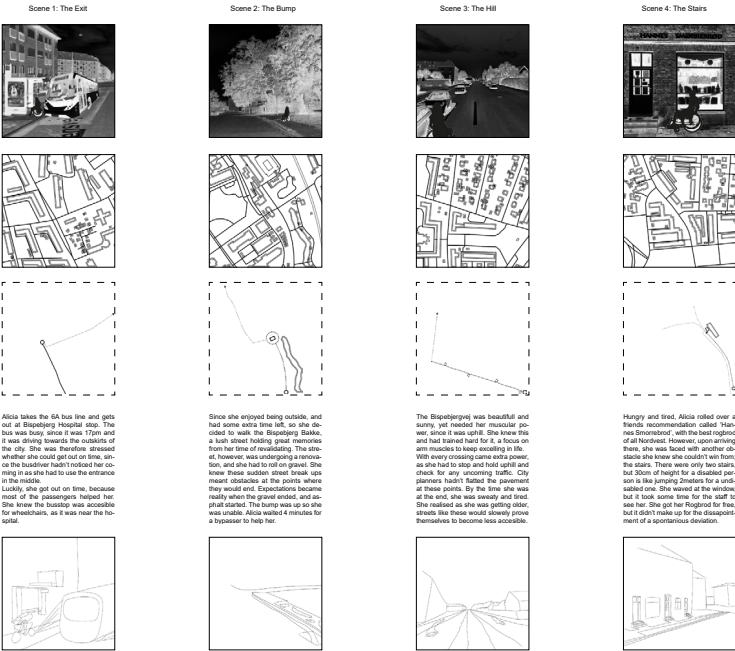 Scene 1: The Exit
Scene 2: The Bump
Scene 3: The Hill
Scene 4: The Stairs
HANNES SMØRREBRØD
Alicia takes the 6A bus line and gets
out at Bispebjerg Hospital stop. The
bus was busy, since it was 17pm and
it was driving towards the outskirts of
the city. She was therefore stressed
whether she could get out on time, sin-
ce the busdriver hadn't noticed her co-
ming in as she had to use the entrance
in the middle.
Luckily, she got out on time, because
most of the passengers helped her.
She knew the busstop was accesible
for wheelchairs, as it was near the ho-
spital.
Since she enjoyed being outside, and
had some extra time left, so she de-
cided to walk the Bispebjerg Bakke,
a lush street holding great memories
from her time of revalidating. The stre-
et, however, was undergoing a renova-
tion, and she had to roll on gravel. She
knew these sudden street break ups
meant obstacles at the points where
they would end. Expectations became
reality when the gravel ended, and as-
phalt started. The bump was up so she
was unable. Alicia waited 4 minutes for
a bypasser to help her.
The Bispebjergvej was beautifull and
sunny, yet needed her muscular po-
wer, since it was uphill. She knew this
and had trained hard for it, a focus on
arm muscles to keep excelling in life.
With every crossing came extra power,
as she had to stop and hold uphill and
check for any uncoming traffic. City
planners hadn't flatted the pavement
at these points. By the time she was
at the end, she was sweaty and tired.
She realised as she was getting older,
streets like these would slowly prove
themselves to become less accesible.
Hungry and tired, Alicia rolled over a
friends recommendation called 'Han-
nes Smorrebrod', with the best rogbrod
of all Nordvest. However, upon arriving
there, she was faced with another ob-
stacle she knew she couldn't win from;
the stairs. There were only two stairs,
but 30cm of height for a disabled per-
son is like jumping 2meters for a undi-
sabled one. She waved at the window,
but it took some time for the staff to
see her. She got her Rogbrod for free,
but it didn't make up for the dissapoint-
ment of a spontanious deviation.